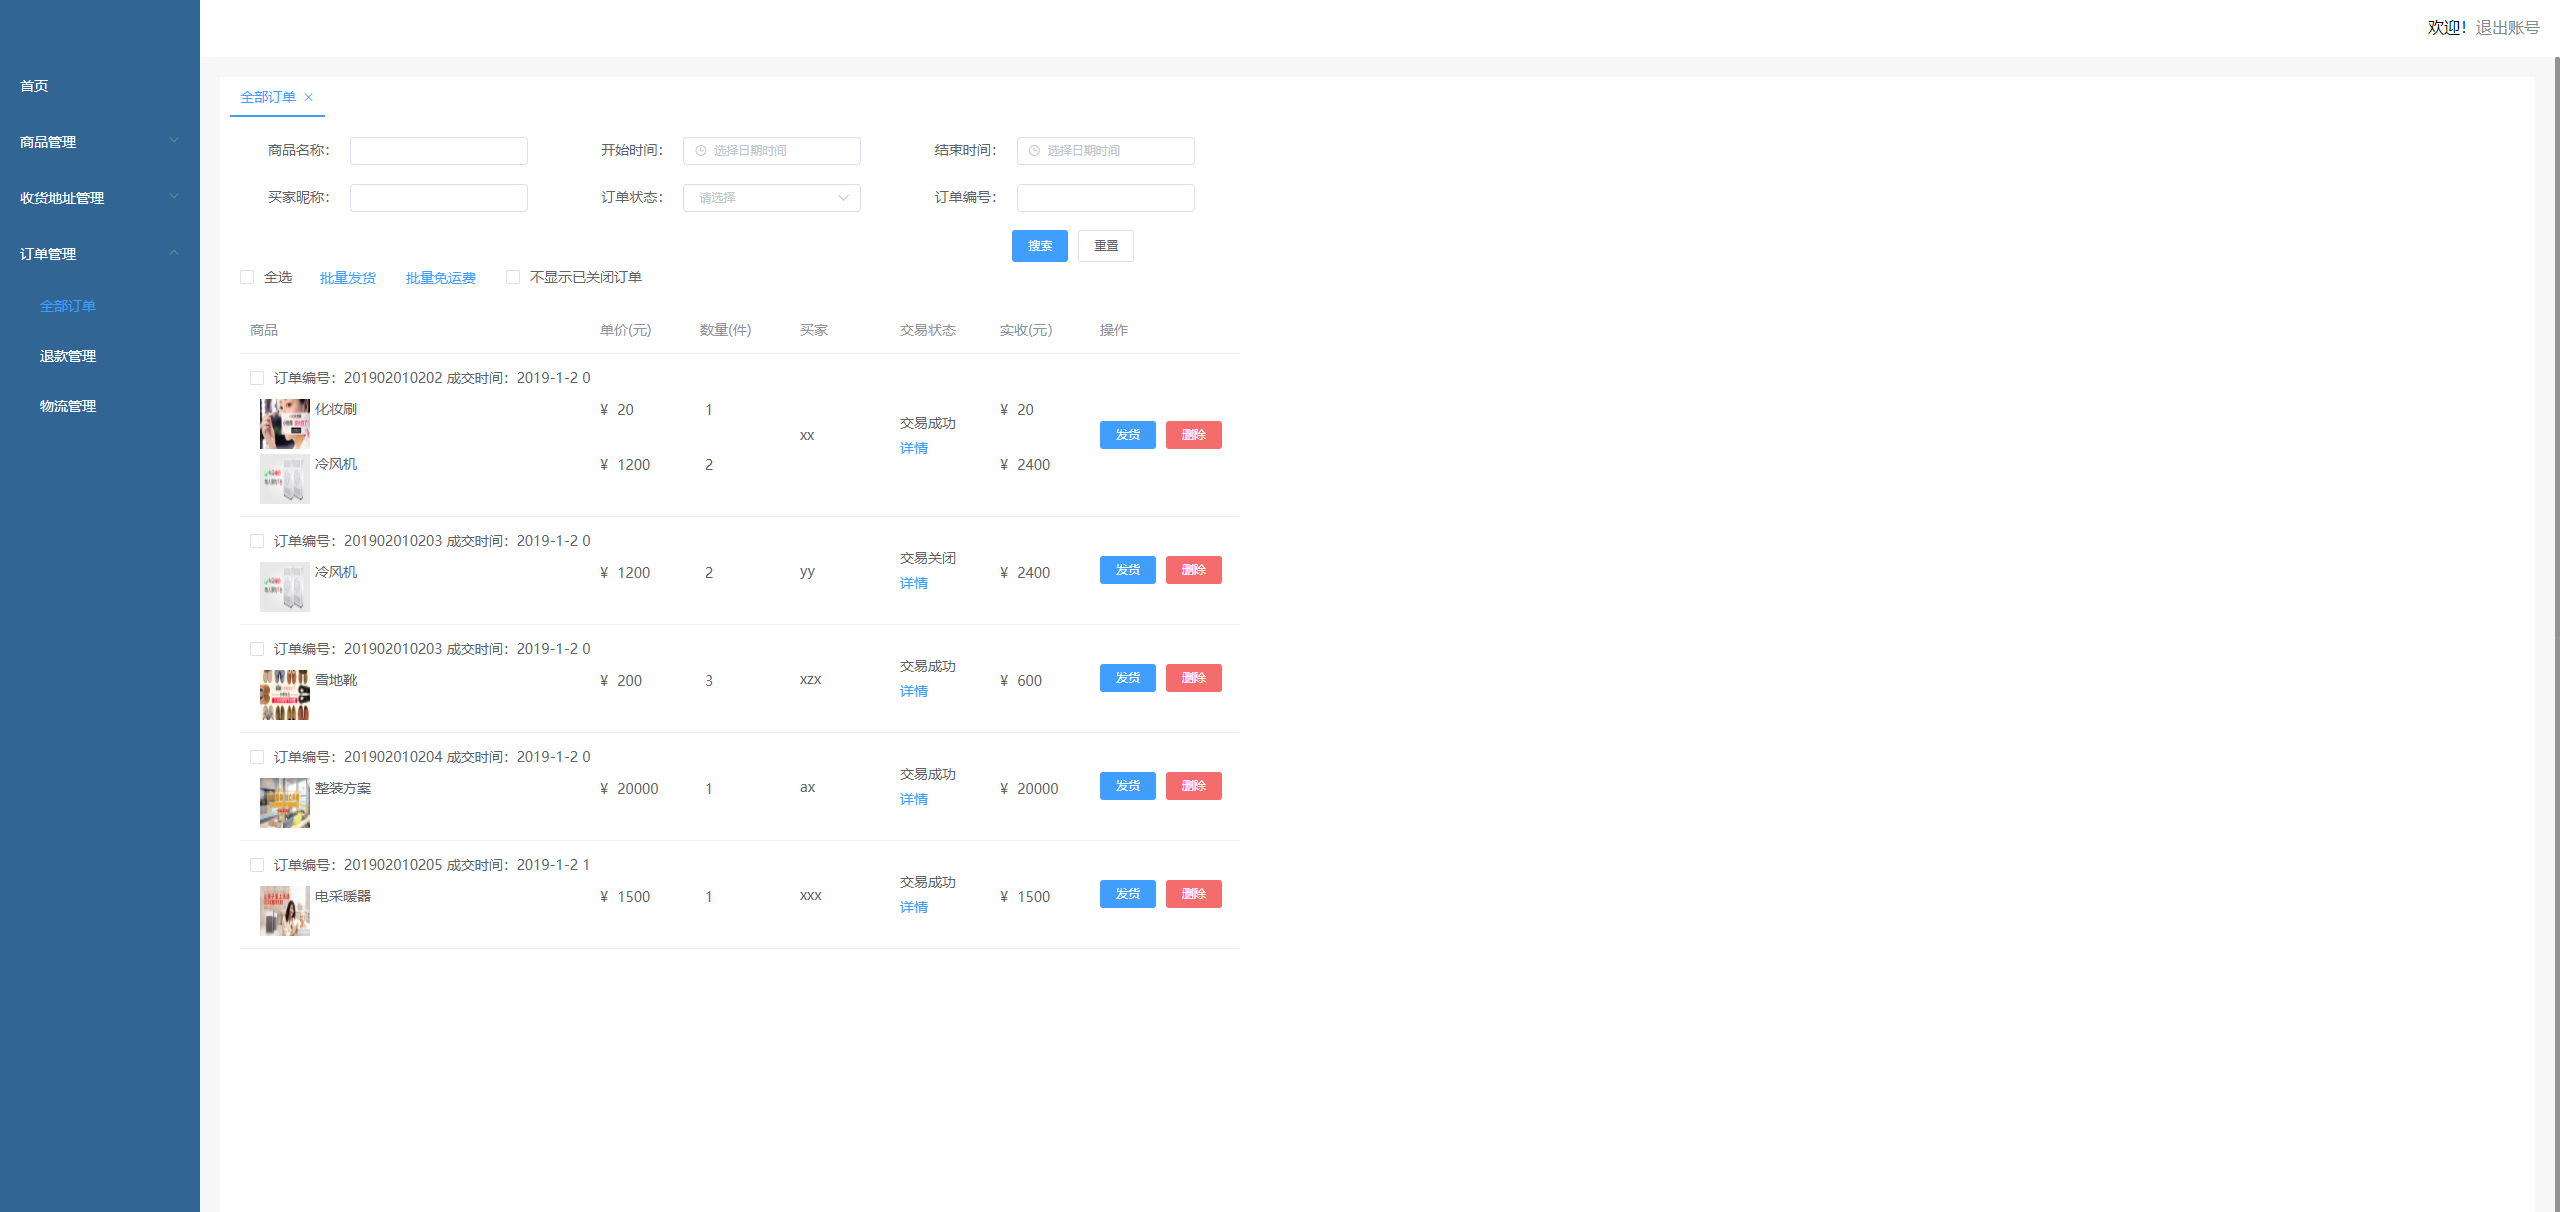 欢迎！退出账号
首页
商品管理
收货地址管理
订单管理
全部订单
退款管理
物流管理
全部订单
商品名称： 开始时间： 选择日期时间 结束时间： 选择日期时间
买家昵称： 订单状态： 请选择 订单编号：
搜索 重置
全选 批量发货 批量免运费 不显示已关闭订单
商品 单价(元) 数量(件) 买家 交易状态 实收(元) 操作
订单编号：201902010202 成交时间：2019-1-2 0
化妆刷 ¥ 20 1 ¥ 20
xx 交易成功 发货 删除
详情
冷风机 ¥ 1200 2 ¥ 2400
订单编号：201902010203 成交时间：2019-1-2 0
交易关闭
冷风机 ¥ 1200 2 yy ¥ 2400 发货 删除
详情
订单编号：201902010203 成交时间：2019-1-2 0
交易成功
雪地靴 ¥ 200 3 xzx ¥ 600 发货 删除
详情
订单编号：201902010204 成交时间：2019-1-2 0
交易成功
整装方案 ¥ 20000 1 ax ¥ 20000 发货 删除
详情
订单编号：201902010205 成交时间：2019-1-2 1
交易成功
电采暖器 ¥ 1500 1 xxx ¥ 1500 发货 删除
详情